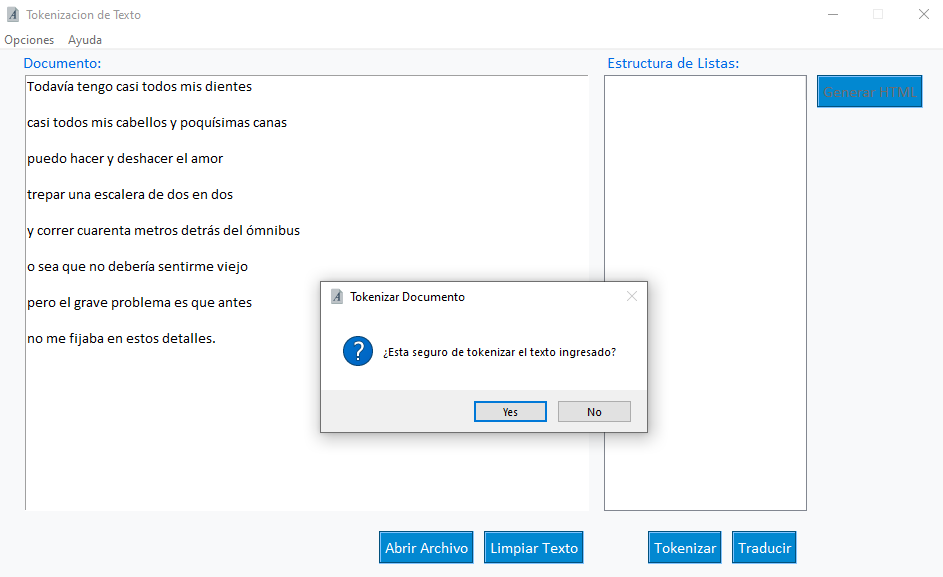 Tokenizacion de Texto
Opciones Ayuda
Documento:
Todavía tengo casi todos mis dientes
casi todos mis cabellos y poquísimas canas
puedo hacer y deshacer el amor
trepar una escalera de dos en dos
y correr cuarenta metros detrás del ómnibus
o sea que no debería sentirme viejo
pero el grave problema es que antes
no me fijaba en estos detalles.
Estructura de Listas:
Generar HTML
Tokenizar Documento
¿Esta seguro de tokenizar el texto ingresado?
Yes No
Abrir Archivo Limpiar Texto Tokenizar Traducir